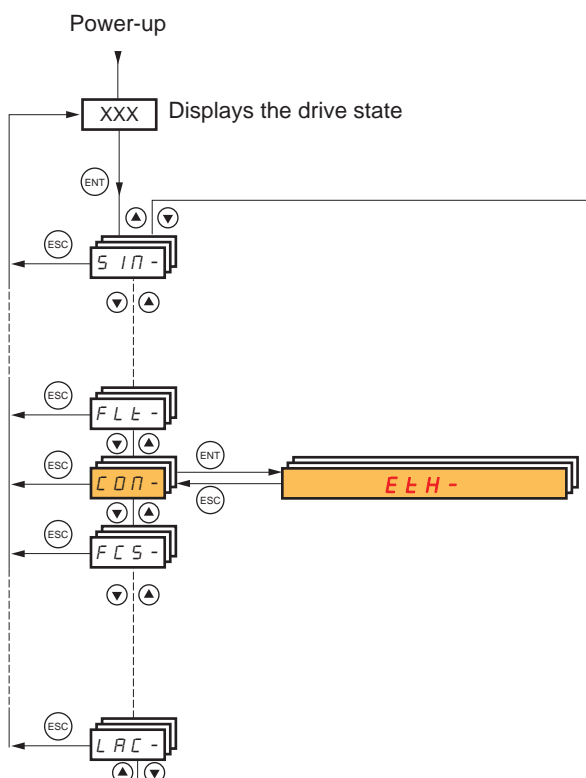 Power-up
XXX Displays the drive state
ENT
ESC
SIM-
ESC
FLt-
ESC
ENT
COM-
EtH-
ESC
ESC
FCS-
ESC
LAC-